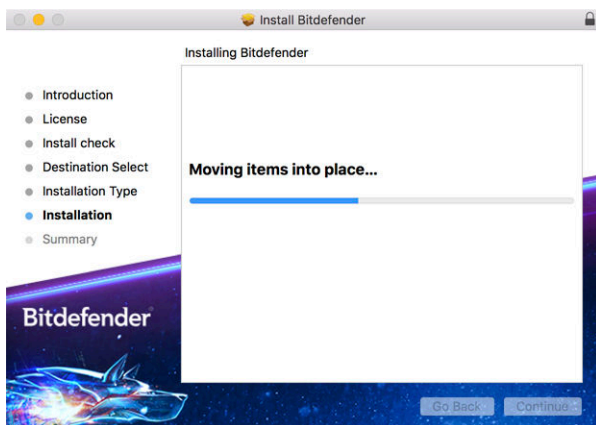 Install Bitdefender
Installing Bitdefender
Introduction
License
Install check
Destination Select
Installation Type
Installation
Summary
Moving items into place...
Bitdefender
Go Back
Continue